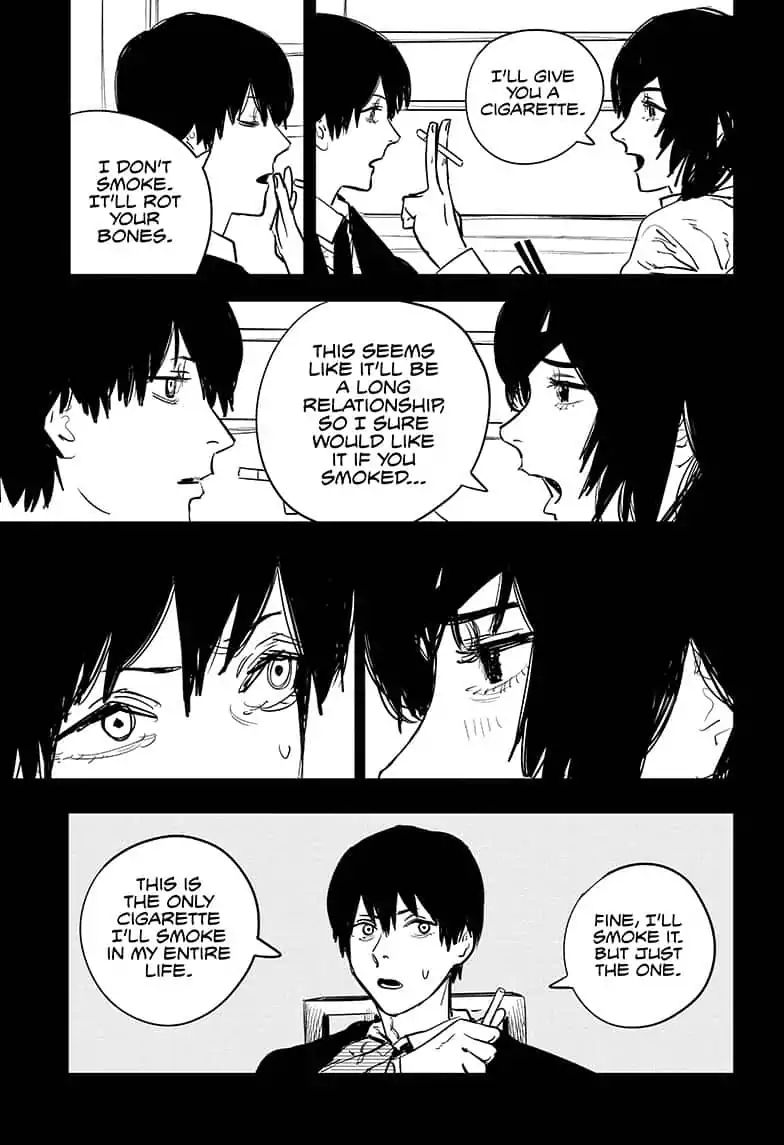 I'LL GIVE
YOU A
CIGARETTE.
I DON'T
SMOKE.
IT'LL ROT
YOUR
BONES.
THIS SEEMS
LIKE IT'LL BE
A LONG
RELATIONSHIP,
SO I SURE
WOULD LIKE
IT IF YOU
SMOKED...
FINE, I'LL
SMOKE IT.
BUT JUST
THE ONE.
THIS IS
THE ONLY
CIGARETTE
I'LL SMOKE
IN MY ENTIRE
LIFE.